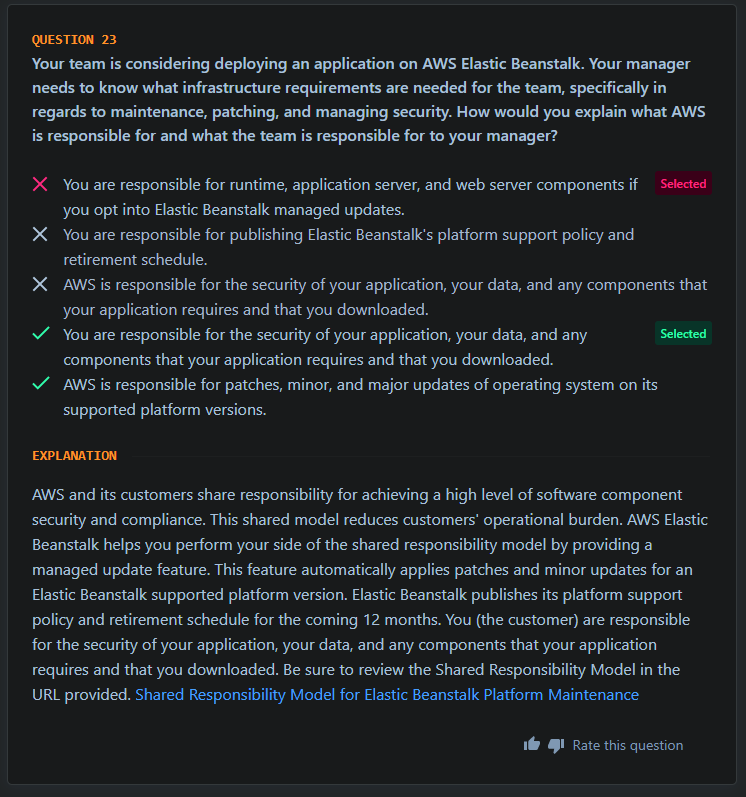 QUESTION 23
Your team is considering deploying an application on AWS Elastic Beanstalk. Your manager
needs to know what infrastructure requirements are needed for the team, specifically in
regards to maintenance, patching, and managing security. How would you explain what AWS
is responsible for and what the team is responsible for to your manager?
You are responsible for runtime, application server, and web server components if
Selected
you opt into Elastic Beanstalk managed updates.
You are responsible for publishing Elastic Beanstalk's platform support policy and
retirement schedule.
AWS is responsible for the security of your application, your data, and any components that
your application requires and that you downloaded.
You are responsible for the security of your application, your data, and any
Selected
components that your application requires and that you downloaded.
AWS is responsible for patches, minor, and major updates of operating system on its
supported platform versions.
EXPLANATION
AWS and its customers share responsibility for achieving a high level of software component
security and compliance. This shared model reduces customers' operational burden. AWS Elastic
Beanstalk helps you perform your side of the shared responsibility model by providing a
managed update feature. This feature automatically applies patches and minor updates for an
Elastic Beanstalk supported platform version. Elastic Beanstalk publishes its platform support
policy and retirement schedule for the coming 12 months. You (the customer) are responsible
for the security of your application, your data, and any components that your application
requires and that you downloaded. Be sure to review the Shared Responsibility Model in the
URL provided. Shared Responsibility Model for Elastic Beanstalk Platform Maintenance
Rate this question